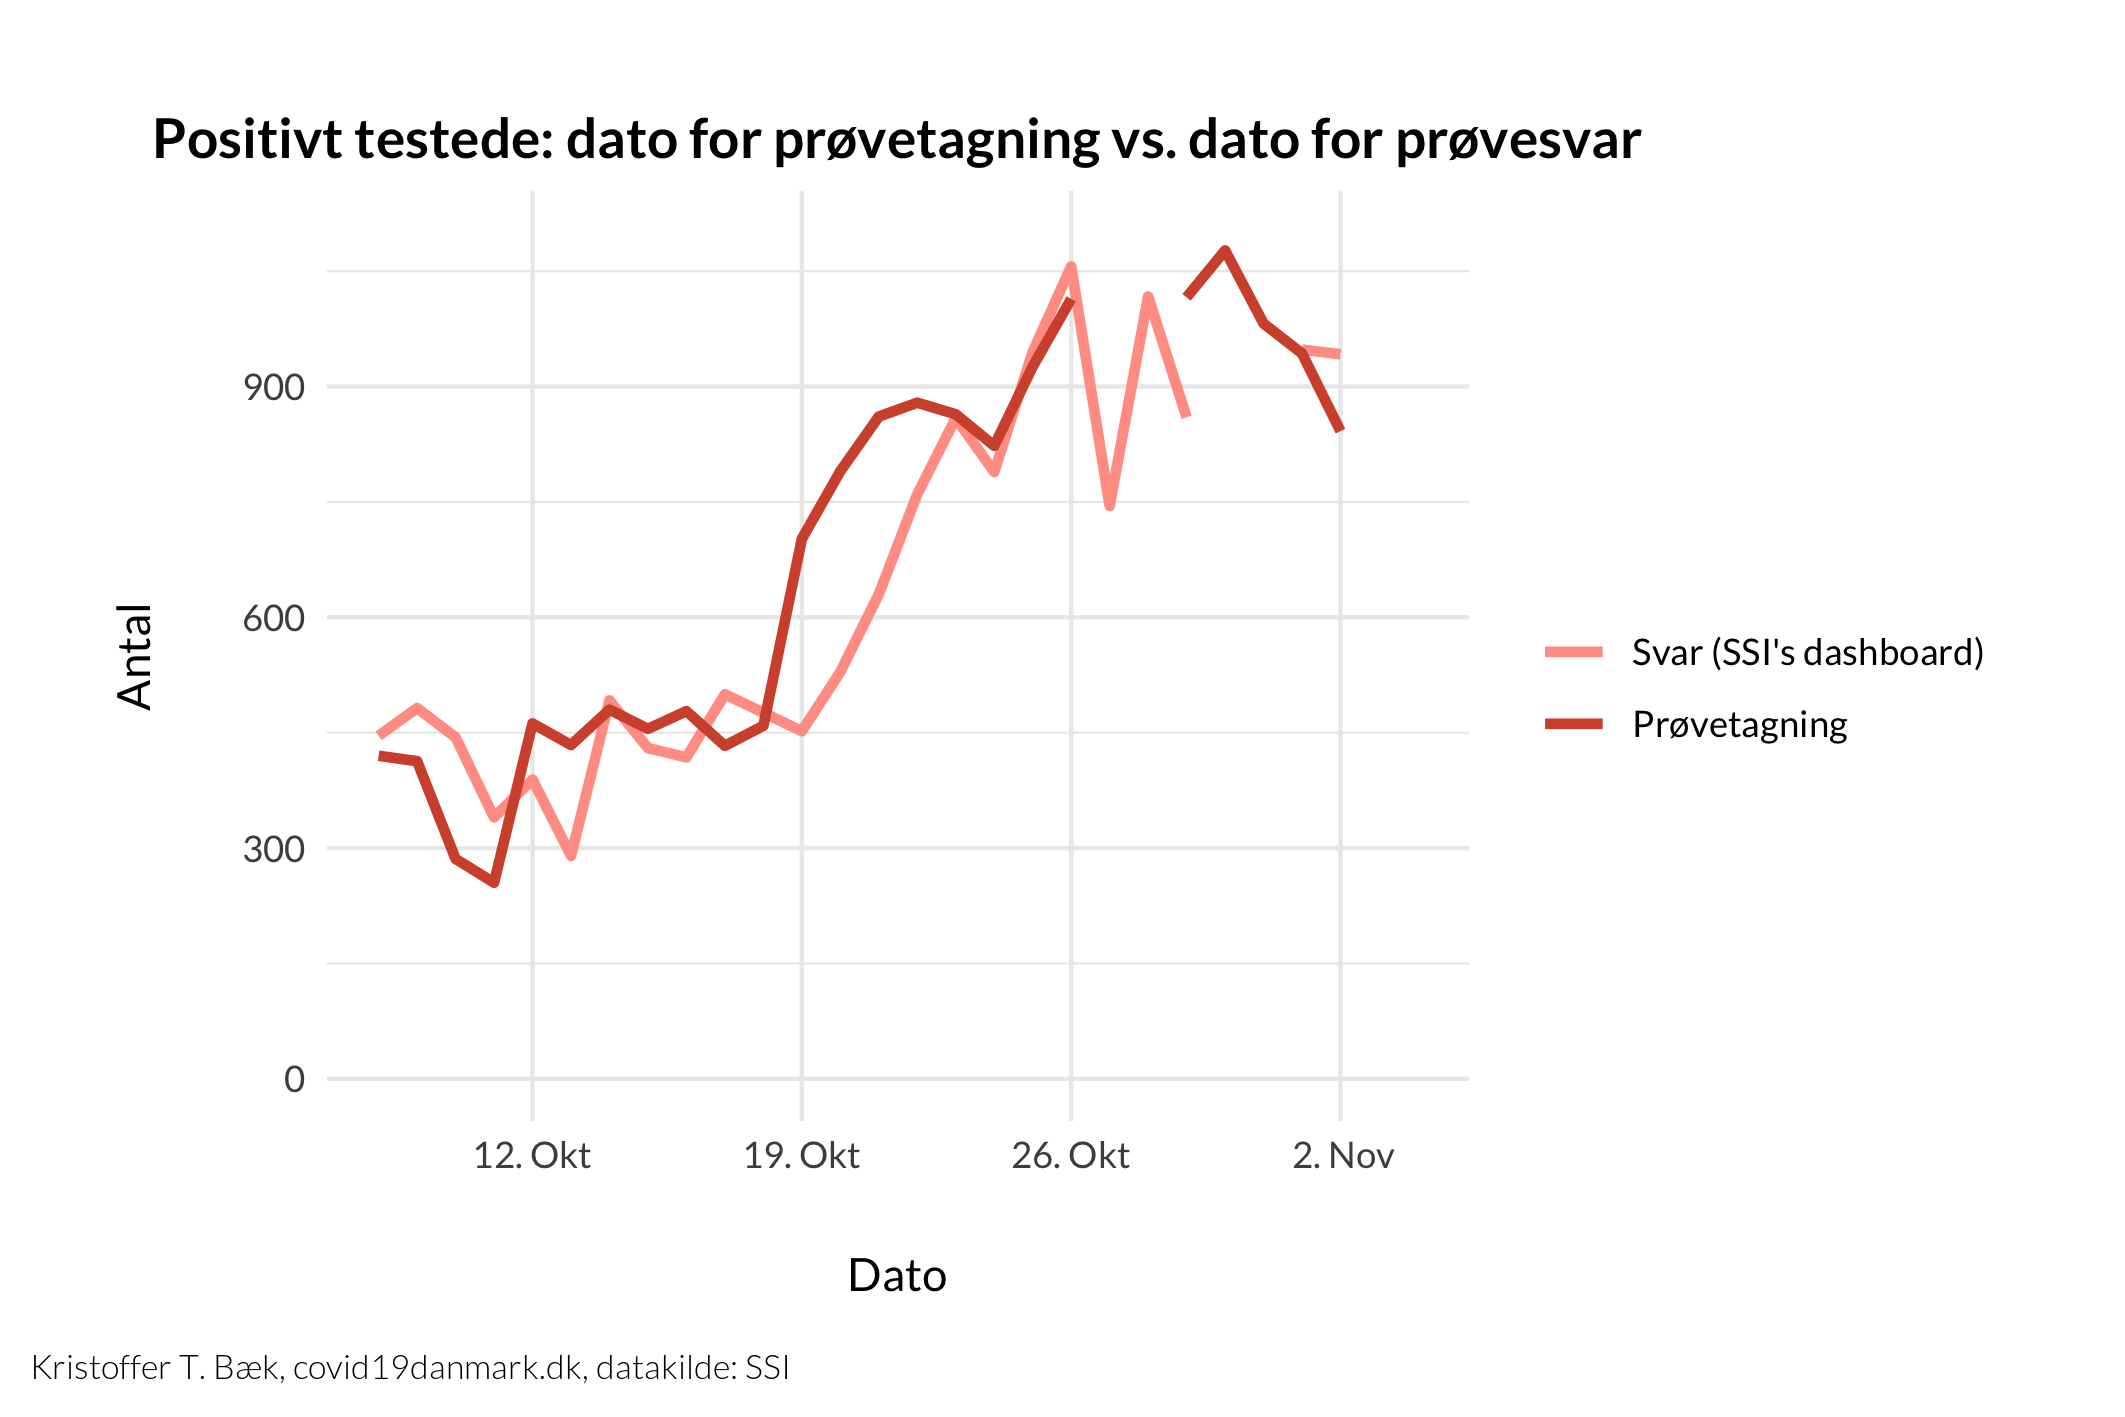 Positivt testede: dato for prøvetagning vs. dato for prøvesvar
Antal
900
600
300
0
12. Okt
19. Okt
26. Okt
2. Nov
Dato
Svar (SSI's dashboard)
Prøvetagning
Kristoffer T. Bæk, covid19danmark.dk, datakilde: SSI